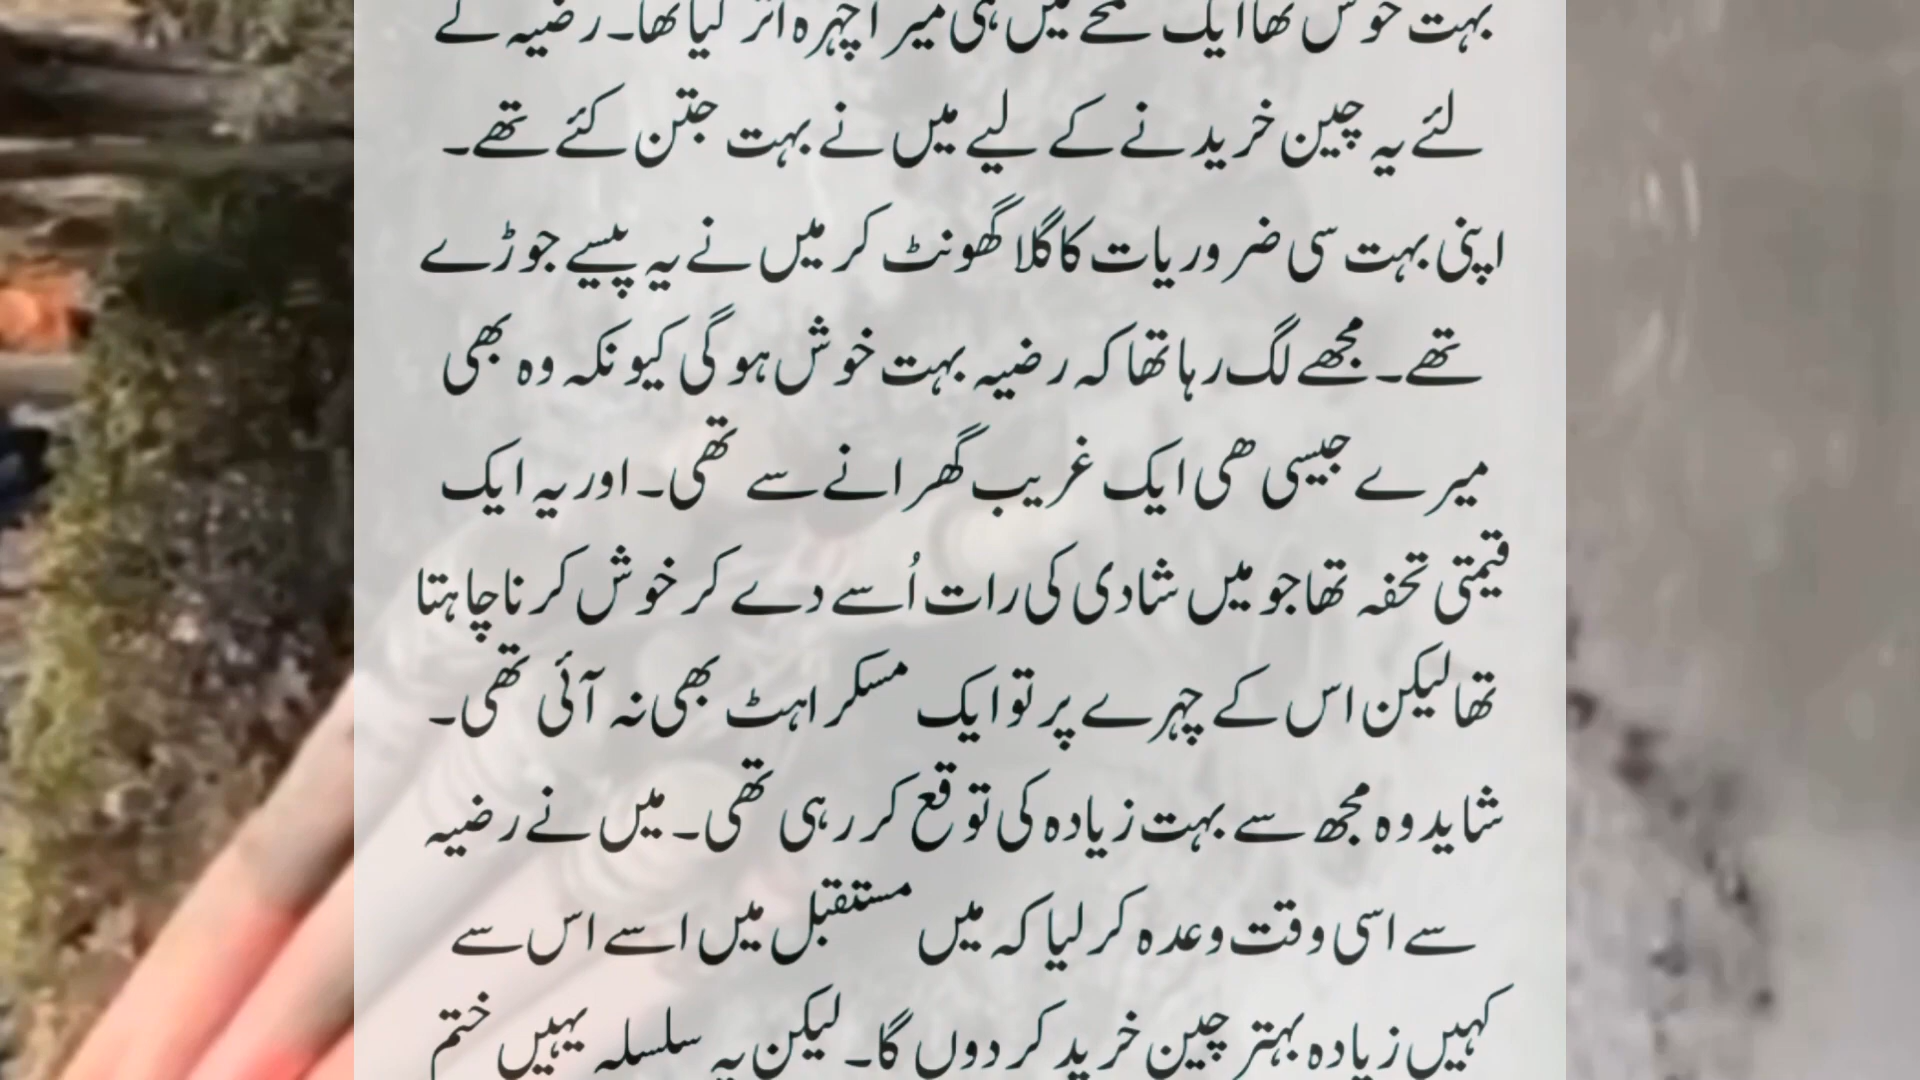 بہت خوش تھا ایک لمحے میں ہی میرا چہرہ اتر گیا تھا۔ رضیہ کے
لئے یہ چین خریدنے کے لیے میں نے بہت جتن کئے تھے۔
اپنی بہت سی ضروریات کا گلا گھونٹ کر میں نے یہ پیسے جوڑے
تھے۔ مجھے لگ رہا تھا کہ رضیہ بہت خوش ہو گی کیونکہ وہ بھی
میرے جیسی ھی ایک غریب گھرانے سے تھی۔ اور یہ ایک
قیمتی تحفہ تھا جو میں شادی کی رات اُسے دے کر خوش کرنا چاہتا
تھا لیکن اس کے چہرے پر تو ایک مسکراہٹ بھی نہ آئی تھی۔
شاید وہ مجھ سے بہت زیادہ کی توقع کر رہی تھی۔ میں نے رضیہ
سے اسی وقت وعدہ کر لیا کہ میں مستقبل میں اسے اس سے
کہیں زیادہ بہتر چین خرید کر دوں گا۔ لیکن یہ سلسلہ یہیں ختم